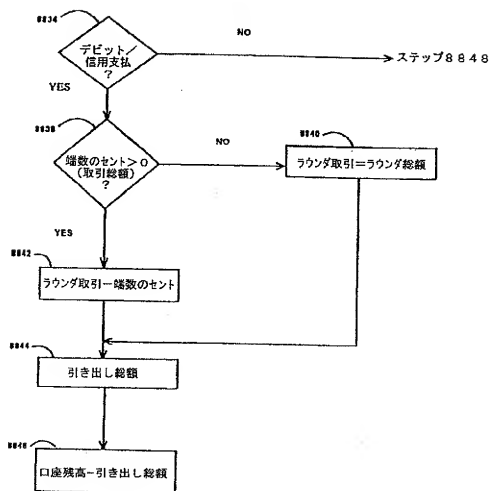 8834
デビット／
信用支払
?
NO
ステップ8848
YES
8838
端数のセント>0
(取引総額)
?
NO
8840
ラウンダ取引=ラウンダ総額
YES
8842
ラウンダ取引ー端数のセント
8844
引き出し総額
8846
口座残高-引き出し総額